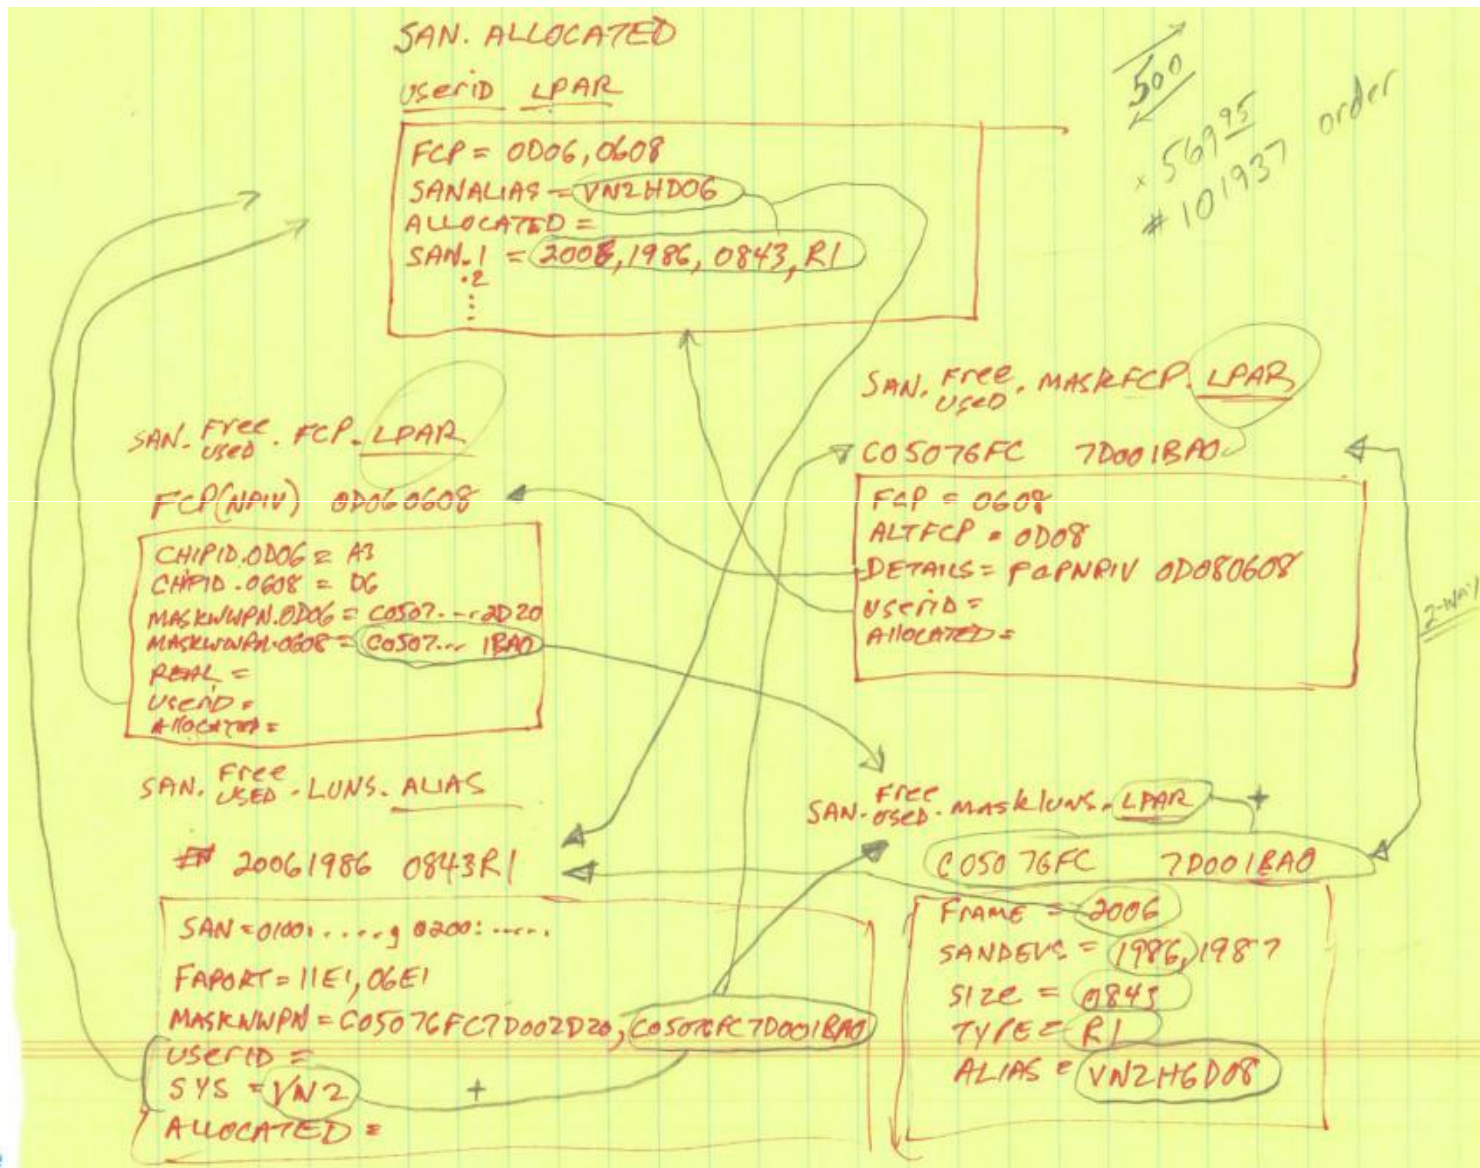 SAN. ALLOCATED
userid LPAR
FCP = 0D06, 0608
SANALIAS = VN2HD06
ALLOCATED =
SAN.1 = 2006, 1986, 0843, R1
.2
⋮
500
x 569 95
# 101937 order
SAN. Free USED . MASKFCP. LPAR
C05076FC 7D001BA0
FCP = 0608
ALTFCP = 0D08
DETAILS = FCPNPIV 0D080608
userid =
Allocated =
2-WAY
SAN. Free used . FCP. LPAR
FCP(NPIV) 0D060608
CHIPID.0D06 = A3
CHPID.0608 = D6
MASKWWPN.0D06 = C0507...2D20
MASKWWPN.0608 = C0507... 1BA0
REAL =
userid =
Allocated =
SAN. Free USED . LUNS. ALIAS
# 20061986 0843R1
SAN = 0100: ....., 0200: .....
FAPORT = 11E1, 06E1
MASKWWPN = C05076FC7D002D20, C05076FC7D001BA0
userID =
SYS = VN2
+
ALLOCATED =
SAN. Free used . maskluns. LPAR +
C05076FC 7D001BA0
FRAME = 2006
SANDEVS = 1986, 1987
SIZE = 0843
TYPE = R1
ALIAS = VN2H6D08